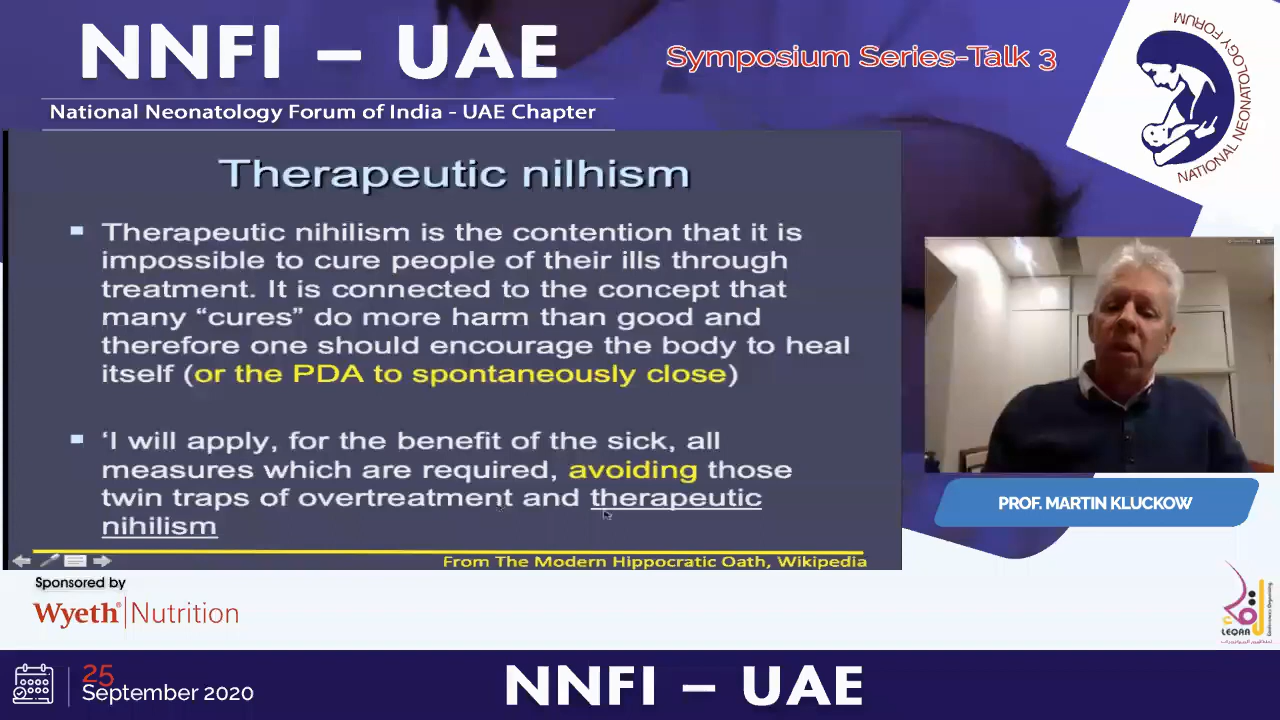 NNFI – UAE
Symposium Series-Talk 3
National Neonatology Forum of India - UAE Chapter
NATIONAL NEONATOLOGY FORUM
Therapeutic nilhism
Therapeutic nihilism is the contention that it is
impossible to cure people of their ills through
treatment. It is connected to the concept that
many “cures” do more harm than good and
therefore one should encourage the body to heal
itself (or the PDA to spontaneously close)
‘I will apply, for the benefit of the sick, all
measures which are required, avoiding those
twin traps of overtreatment and therapeutic
nihilism
From The Modern Hippocratic Oath, Wikipedia
PROF. MARTIN KLUCKOW
Sponsored by
Wyeth® Nutrition
LEQAA
25
September 2020
NNFI – UAE